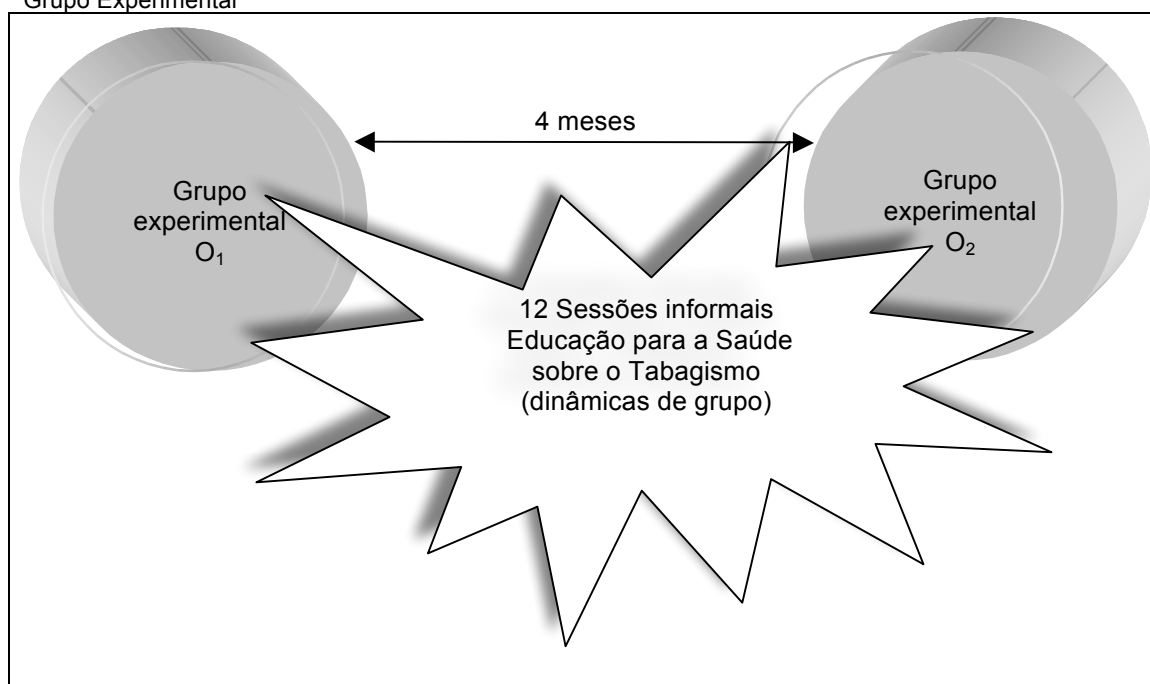 Grupo Experimental
4 meses
Grupo
experimental
O₁
Grupo
experimental
O₂
12 Sessões informais
Educação para a Saúde
sobre o Tabagismo
(dinâmicas de grupo)